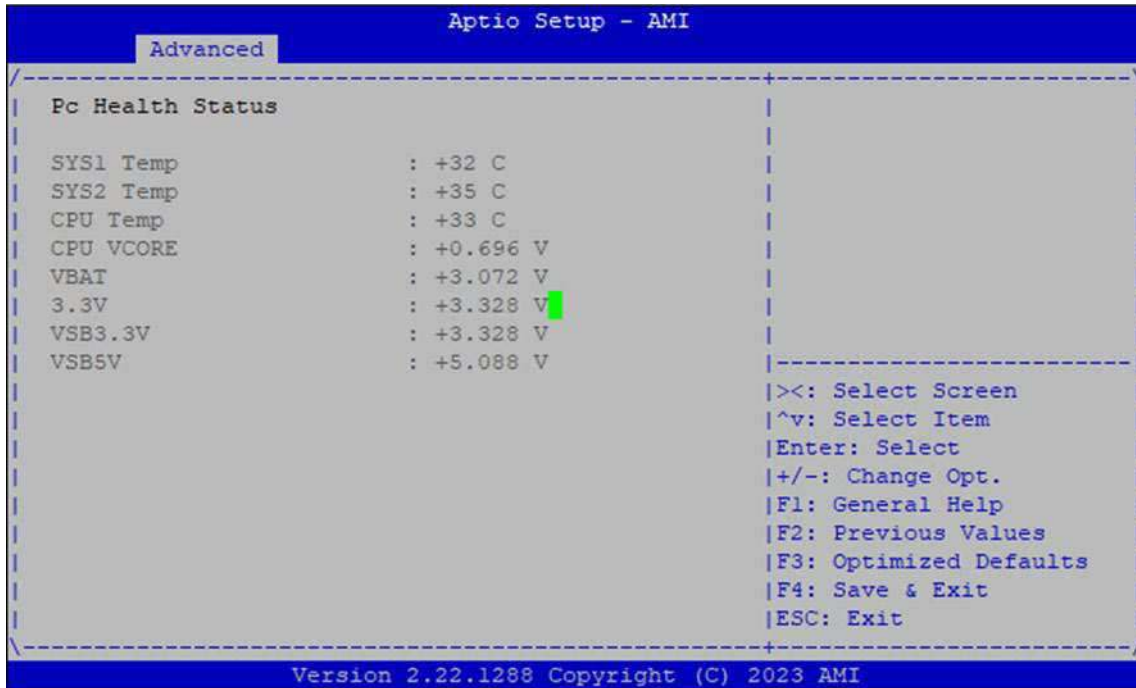 Aptio Setup - AMI
Advanced
Pc Health Status
SYS1 Temp : +32 C
SYS2 Temp : +35 C
CPU Temp : +33 C
CPU VCORE : +0.696 V
VBAT : +3.072 V
3.3V : +3.328 V
VSB3.3V : +3.328 V
VSB5V : +5.088 V
><: Select Screen
^v: Select Item
Enter: Select
+/-: Change Opt.
F1: General Help
F2: Previous Values
F3: Optimized Defaults
F4: Save & Exit
ESC: Exit
Version 2.22.1288 Copyright (C) 2023 AMI